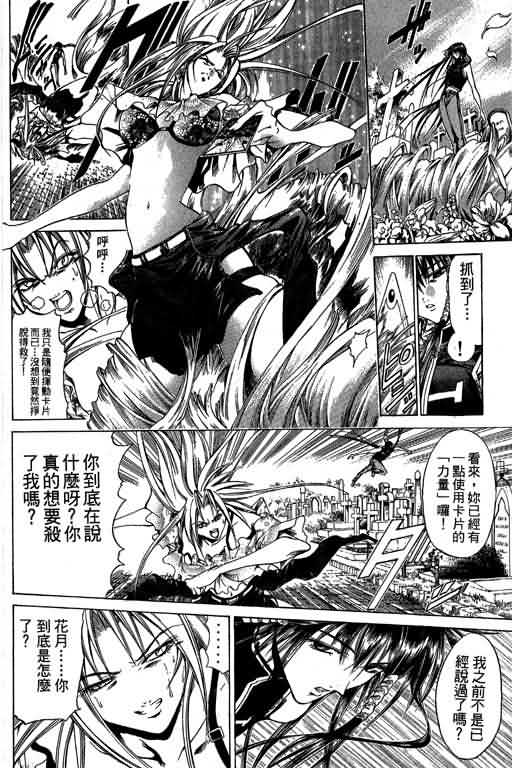 抓到了…
！
呼呼…
我只是隨便揮動卡片
而已…沒想到竟然掙
脫得救了！
看來，妳已經有
一點使用卡片的
「力量」囉！
你到底在說
什麼呀？你
真的想要殺
了我嗎？
我之前不是已
經說過了嗎？
………
花月……你
到底是怎麼
了？